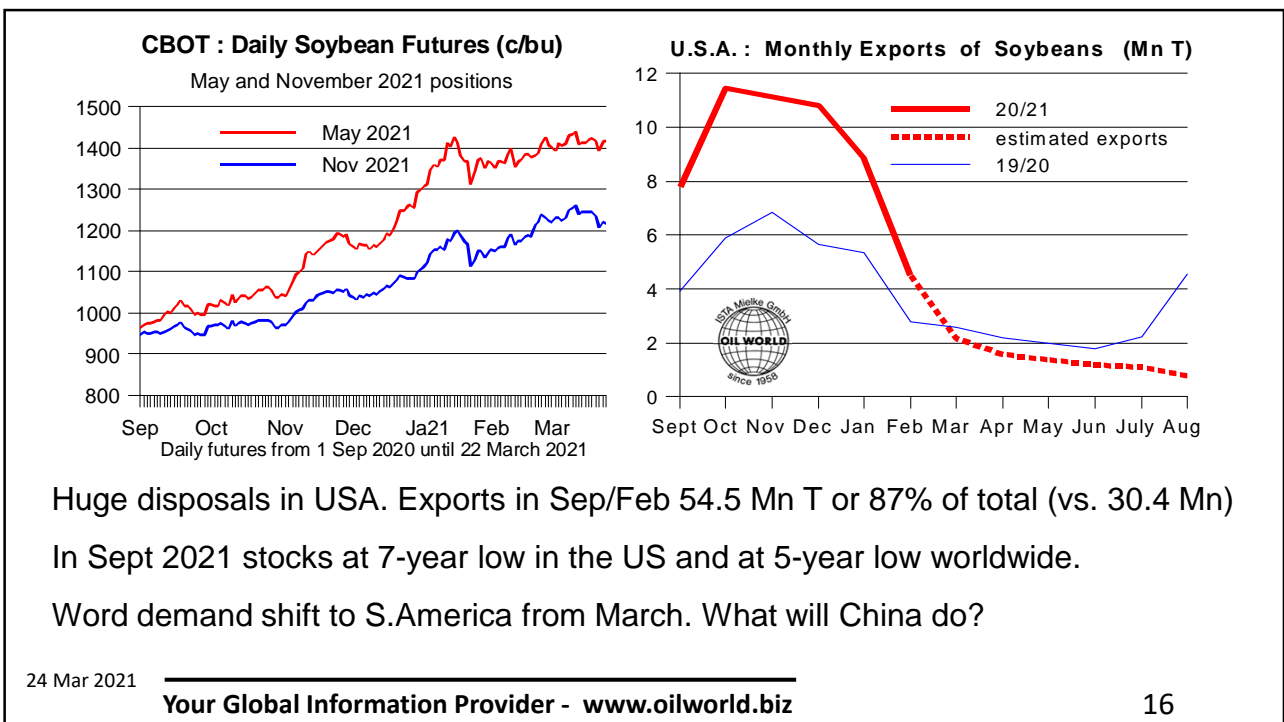 CBOT : Daily Soybean Futures (c/bu)
May and November 2021 positions
1500
1400
1300
1200
1100
1000
900
800
May 2021
Nov 2021
Sep Oct Nov Dec Ja21 Feb Mar
Daily futures from 1 Sep 2020 until 22 March 2021
U.S.A. : Monthly Exports of Soybeans (Mn T)
12
10
8
6
4
2
0
20/21
estimated exports
19/20
ISTA Mielke GmbH
OIL WORLD
since 1958
Sept Oct Nov Dec Jan Feb Mar Apr May Jun July Aug
Huge disposals in USA. Exports in Sep/Feb 54.5 Mn T or 87% of total (vs. 30.4 Mn)
In Sept 2021 stocks at 7-year low in the US and at 5-year low worldwide.
Word demand shift to S.America from March. What will China do?
24 Mar 2021
Your Global Information Provider - www.oilworld.biz
16